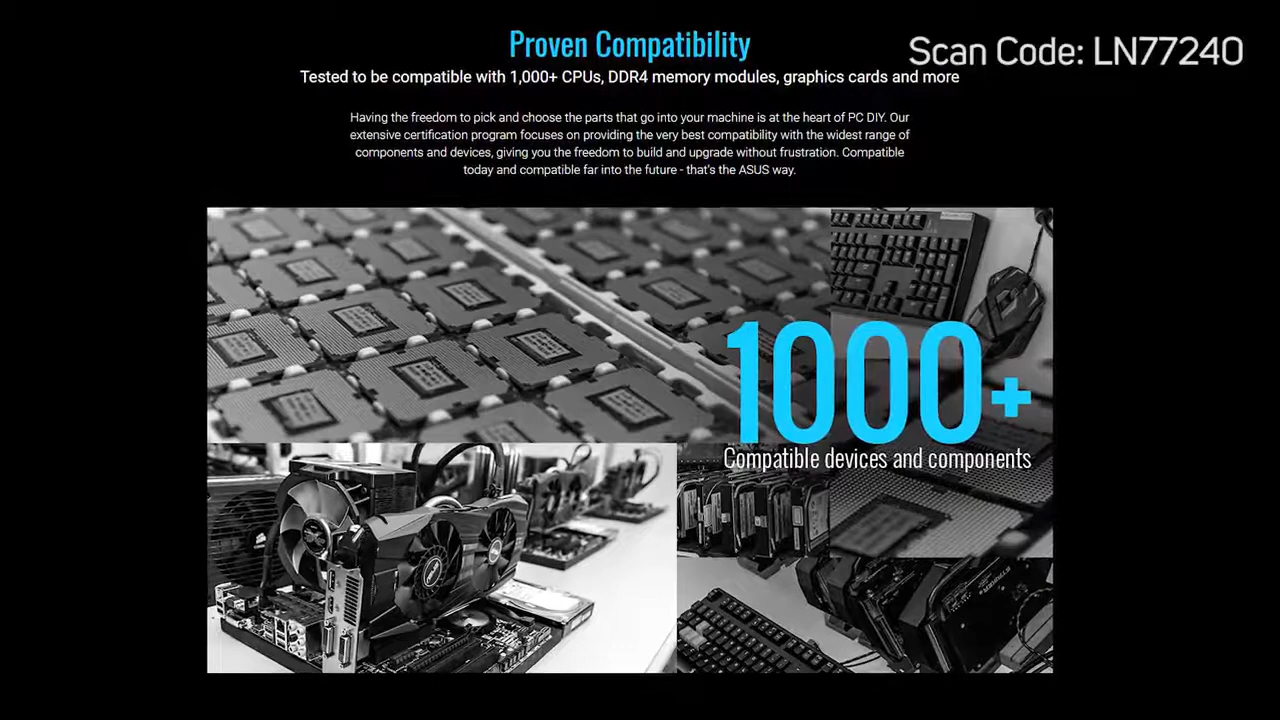 Proven Compatibility
Scan Code: LN77240
Tested to be compatible with 1,000+ CPUs, DDR4 memory modules, graphics cards and more
Having the freedom to pick and choose the parts that go into your machine is at the heart of PC DIY. Our
extensive certification program focuses on providing the very best compatibility with the widest range of
components and devices, giving you the freedom to build and upgrade without frustration. Compatible
today and compatible far into the future - that's the ASUS way.
1000+
Compatible devices and components